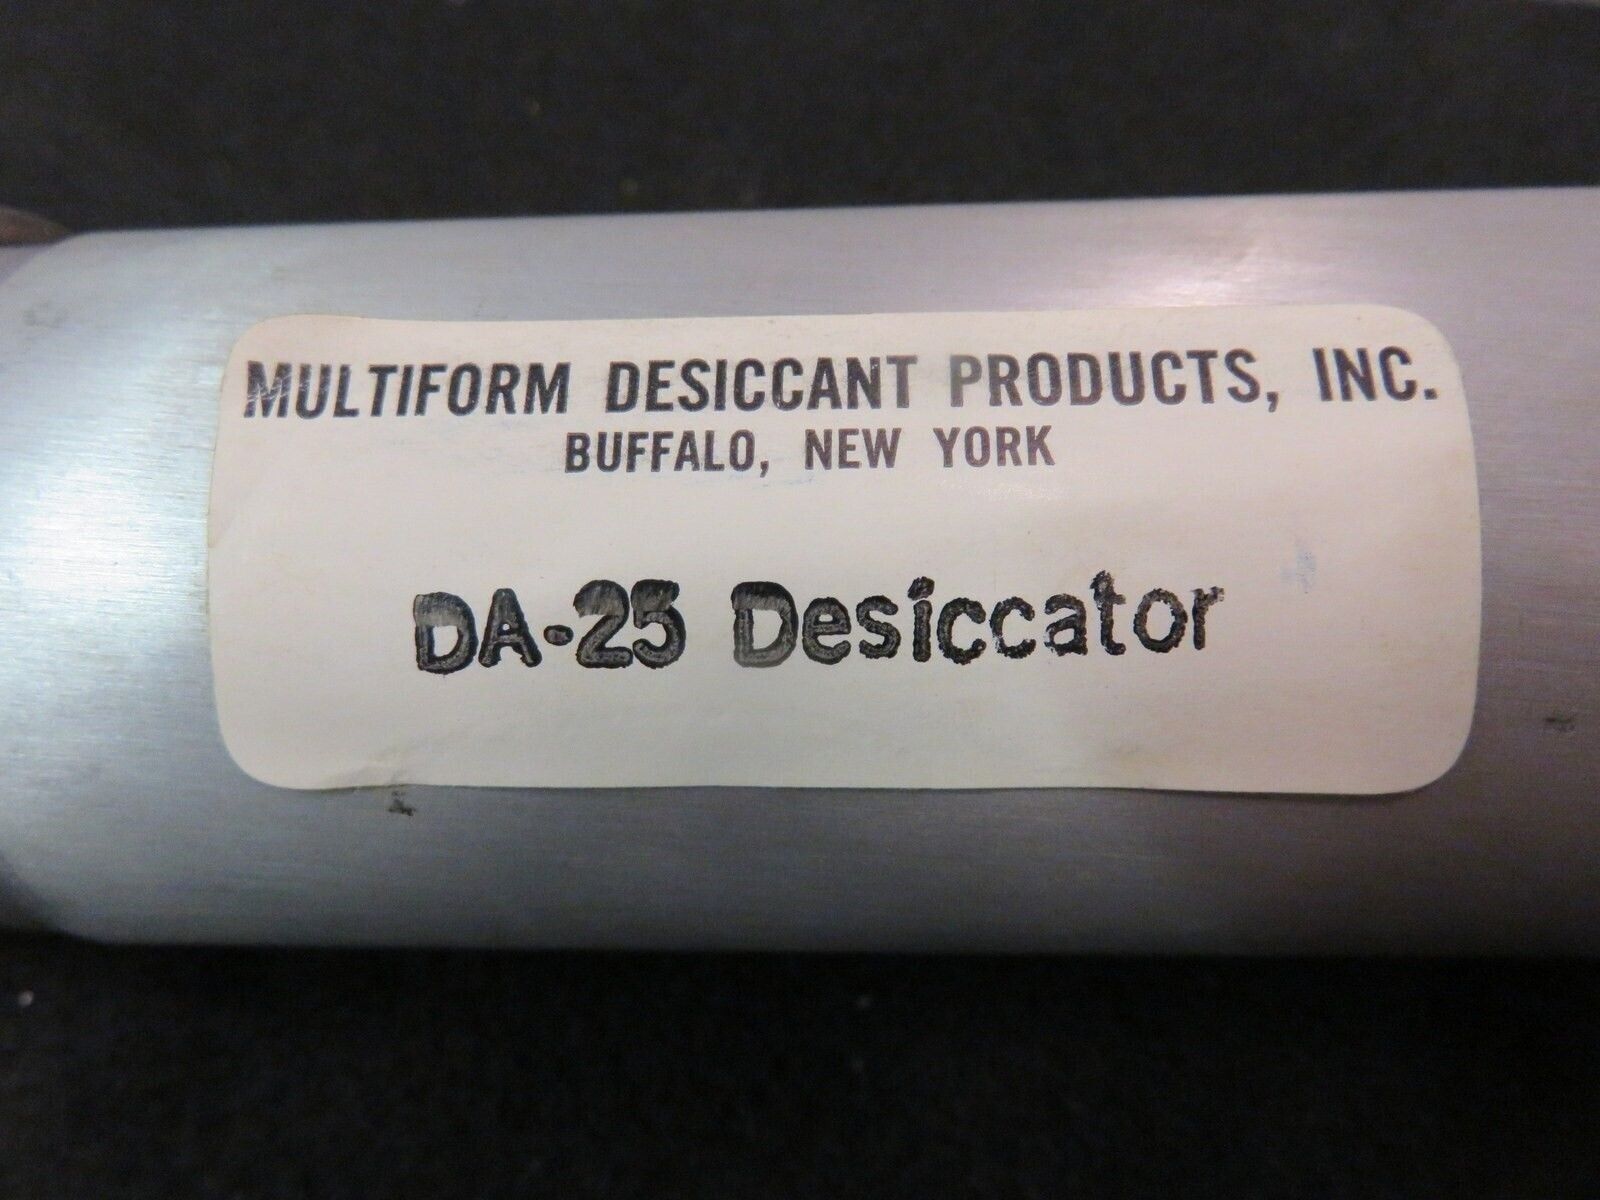 MULTIFORM DESICCANT PRODUCTS, INC.
BUFFALO, NEW YORK
DA-25 Desiccator